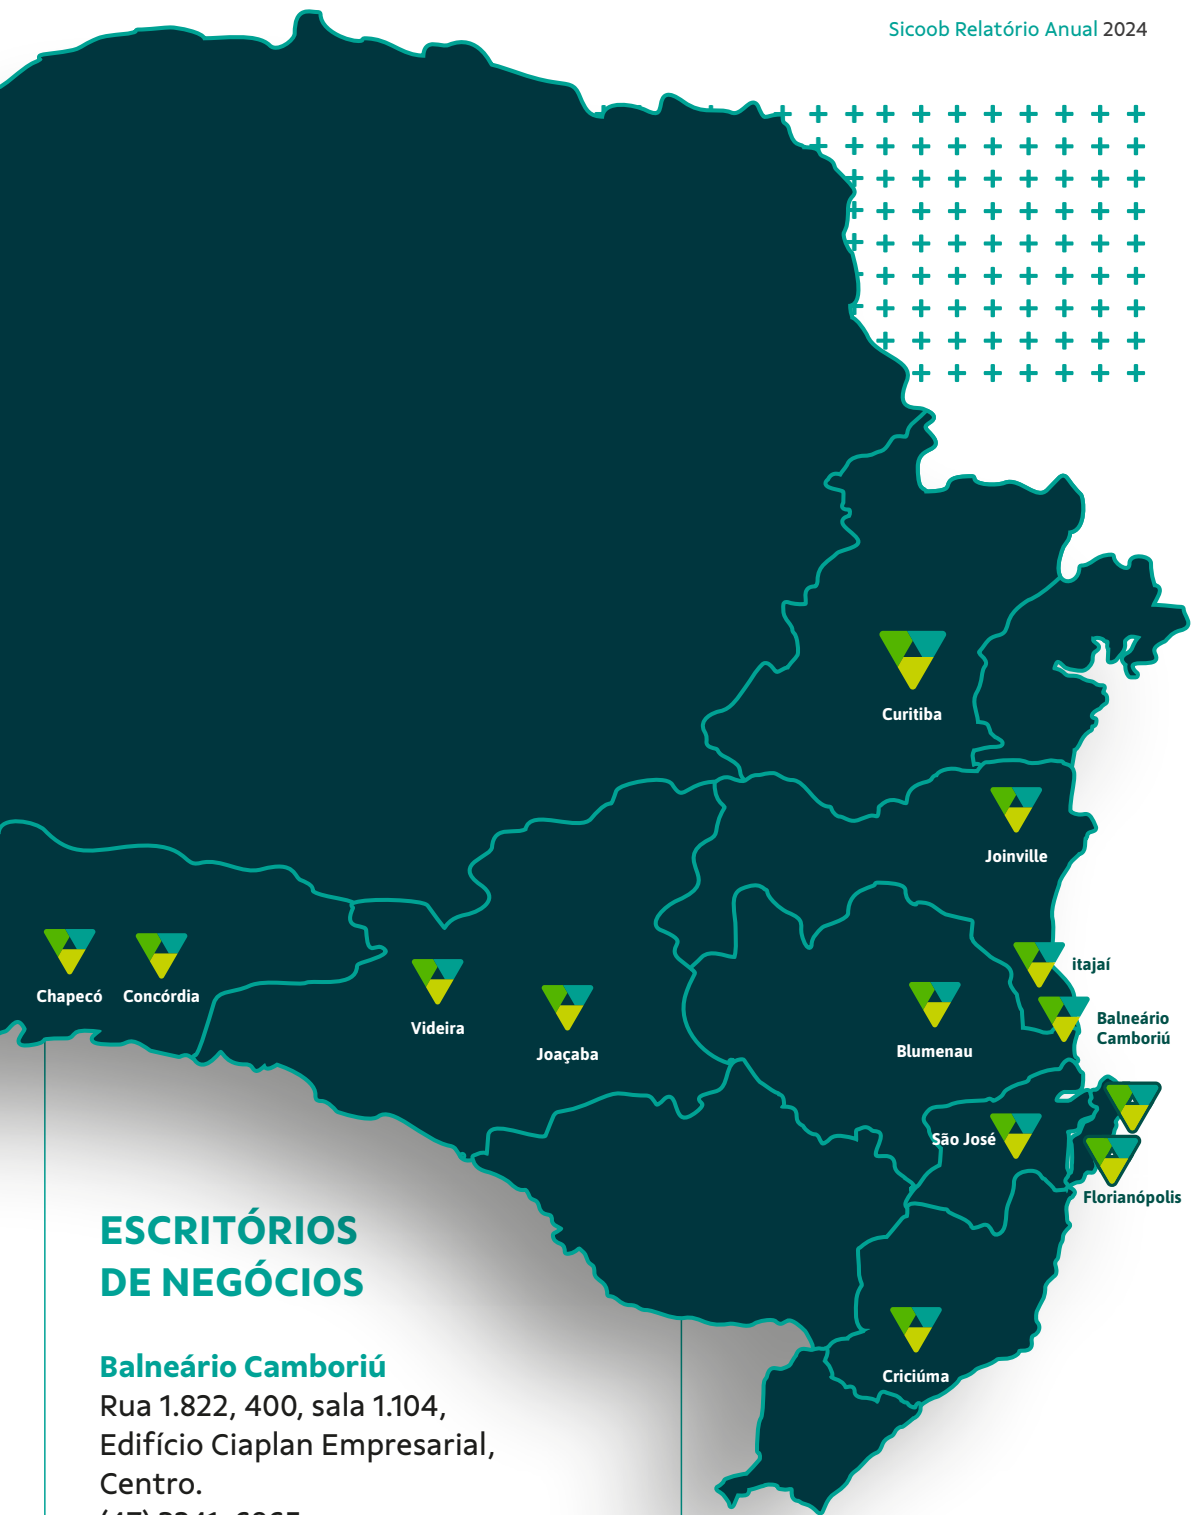 Sicoob Relatório Anual 2024
Curitiba
Joinville
itajaí
Balneário
Camboriú
Chapecó
Concórdia
Videira
Joaçaba
Blumenau
São José
Florianópolis
Criciúma
ESCRITÓRIOS
DE NEGÓCIOS
Balneário Camboriú
Rua 1.822, 400, sala 1.104,
Edifício Ciaplan Empresarial,
Centro.